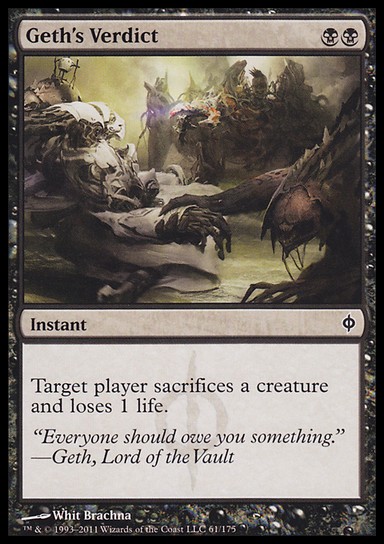 Geth's Verdict
Instant
Target player sacrifices a creature
and loses 1 life.
“Everyone should owe you something.”
—Geth, Lord of the Vault
Whit Brachna
™ & © 1993–2011 Wizards of the Coast LLC 61/175